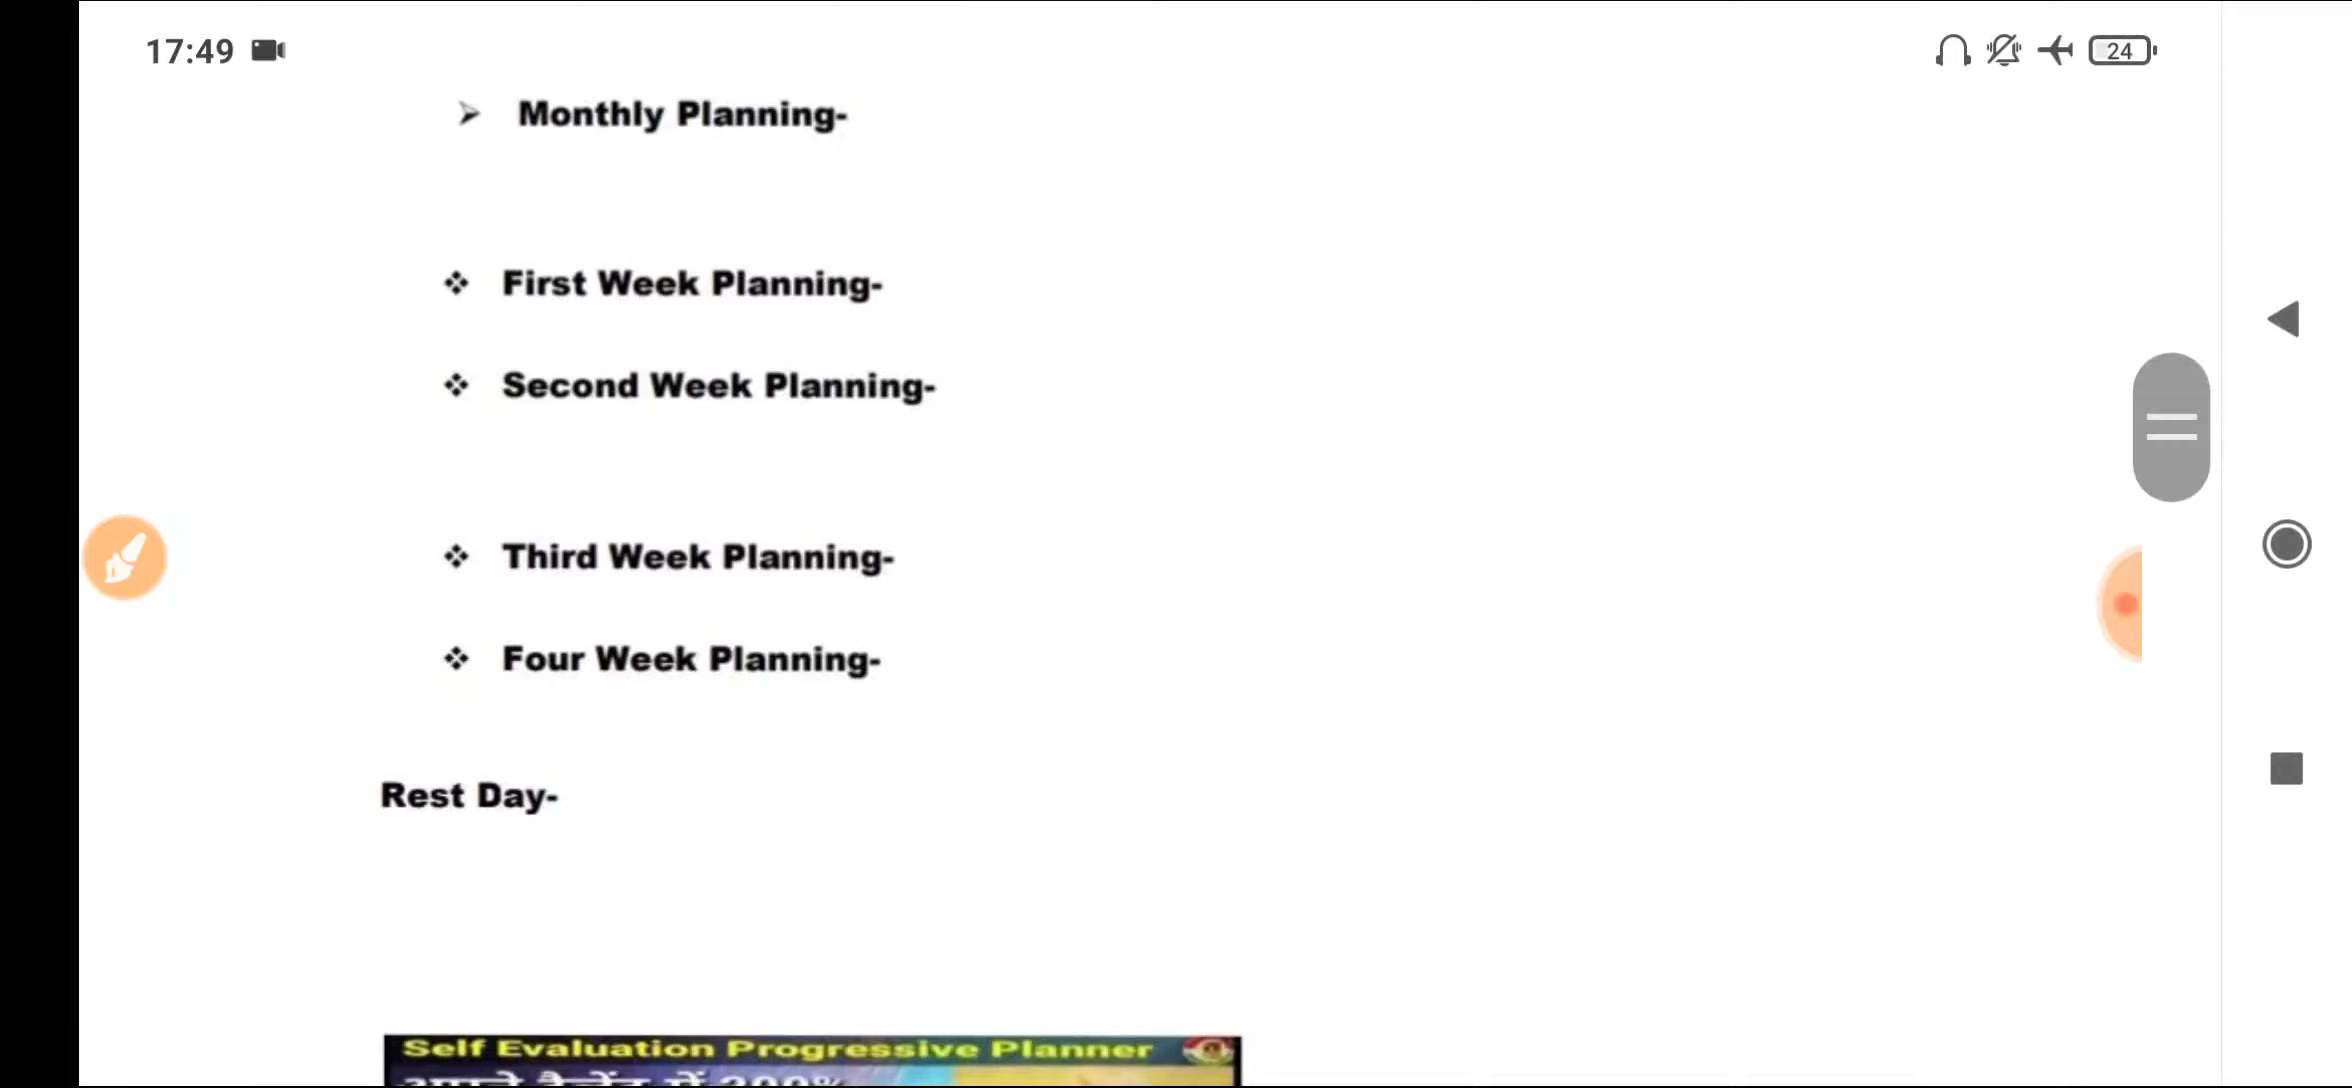 17:49
24
Monthly Planning-
First Week Planning-
Second Week Planning-
Third Week Planning-
Four Week Planning-
Rest Day-
Self Evaluation Progressive Planner